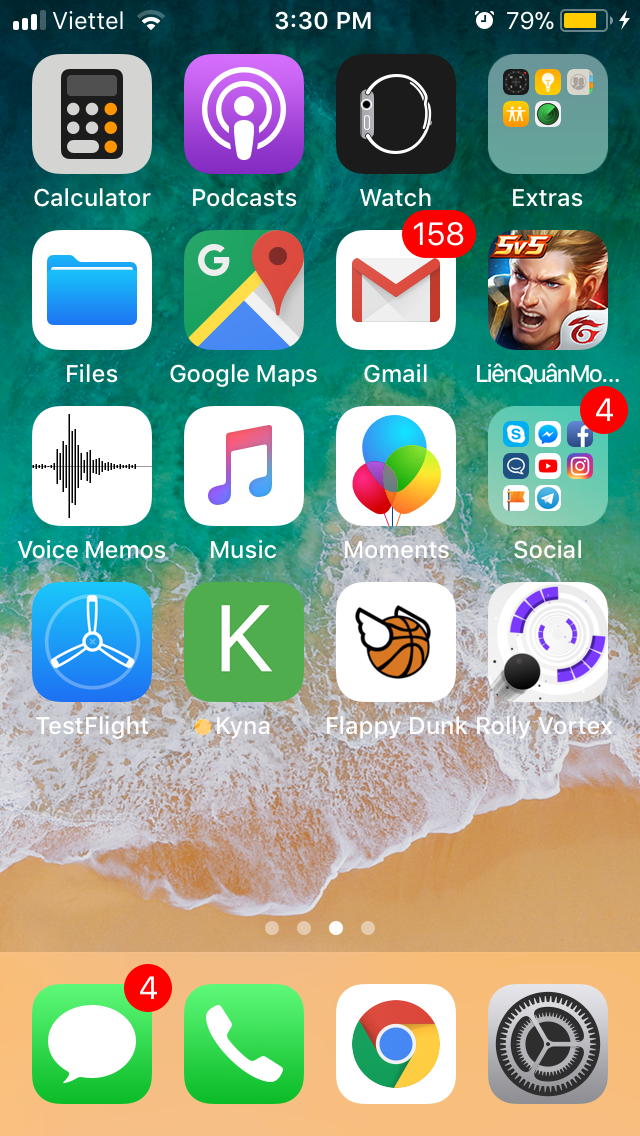 Viettel 3:30 PM 79%
Calculator Podcasts Watch Extras
158
5v5
G
Files Google Maps Gmail LiênQuânMo...
4
Voice Memos Music Moments Social
K
TestFlight Kyna Flappy Dunk Rolly Vortex
4